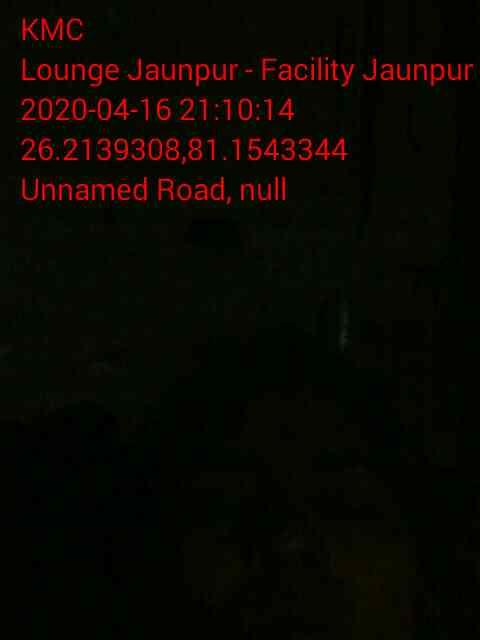 KMC
Lounge Jaunpur - Facility Jaunpur
2020-04-16 21:10:14
26.2139308,81.1543344
Unnamed Road, null